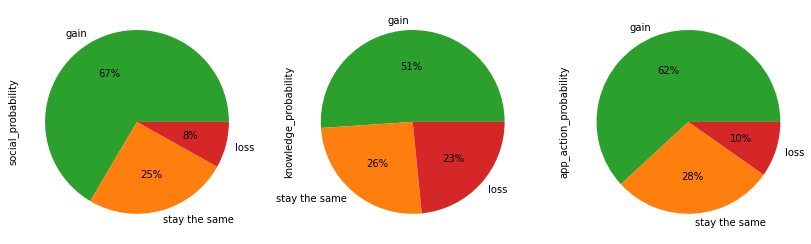 social_probability
gain
67%
25%
8%
stay the same
loss
knowledge_probability
gain
51%
26%
23%
stay the same
loss
app_action_probability
gain
62%
28%
10%
stay the same
loss